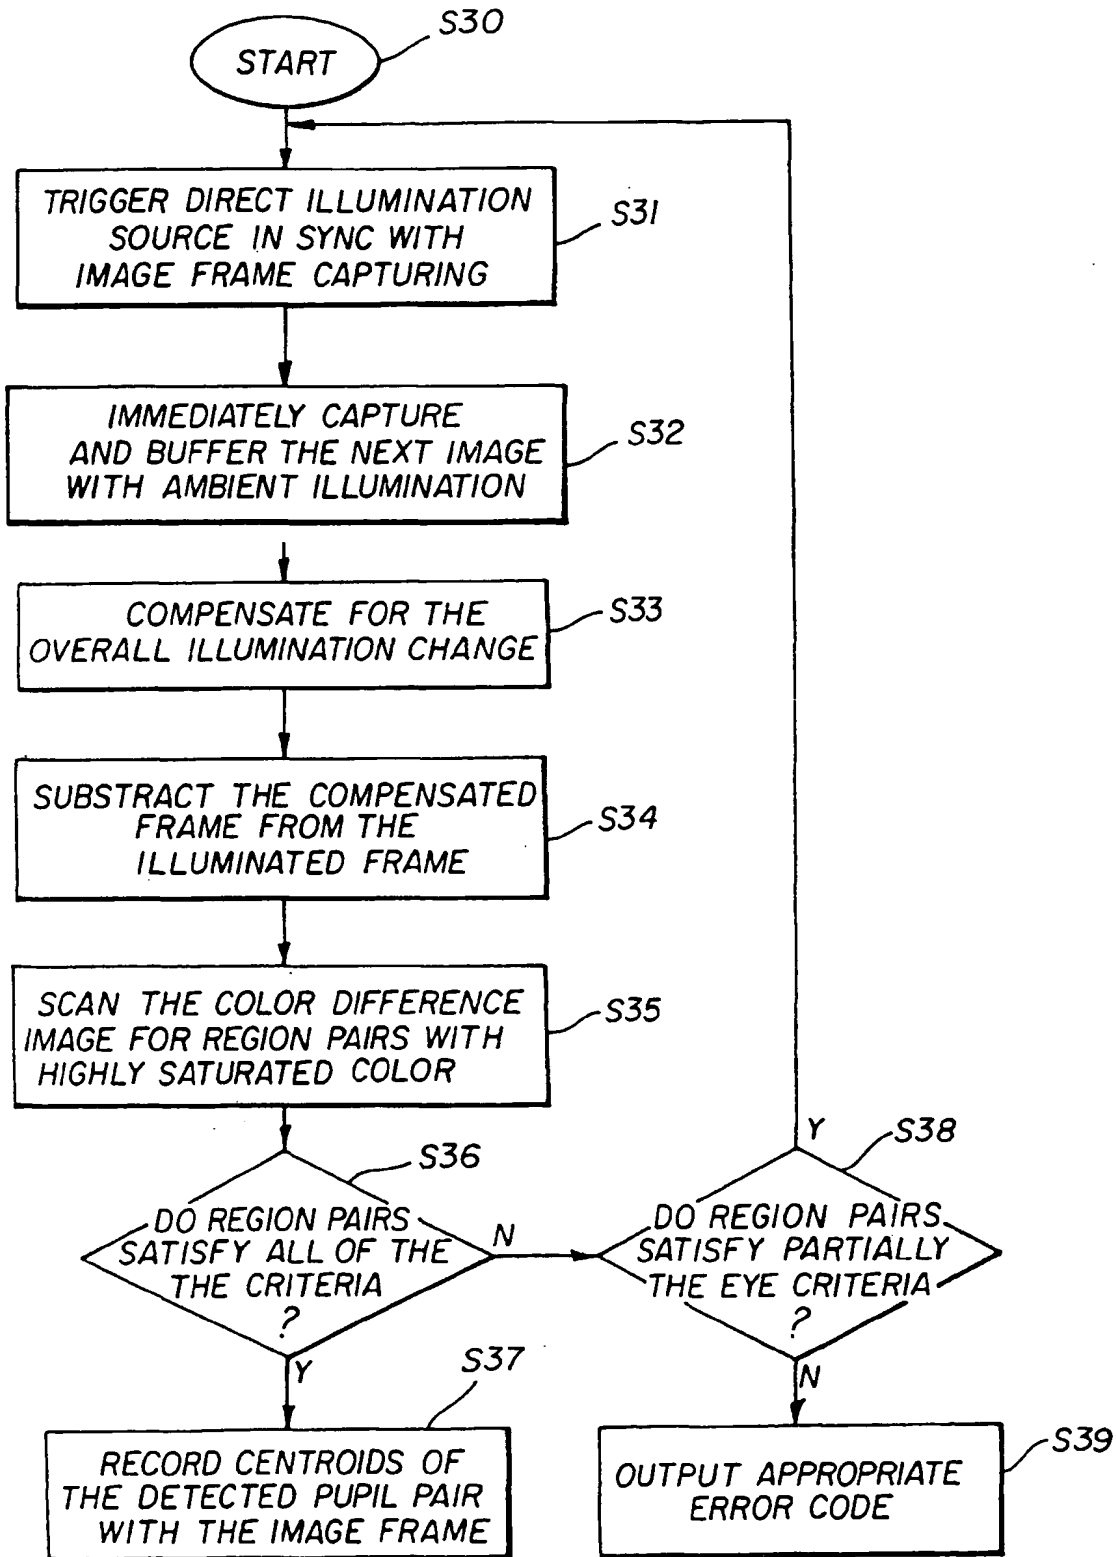 S30
START
TRIGGER DIRECT ILLUMINATION
SOURCE IN SYNC WITH
IMAGE FRAME CAPTURING
S31
IMMEDIATELY CAPTURE
AND BUFFER THE NEXT IMAGE
WITH AMBIENT ILLUMINATION
S32
COMPENSATE FOR THE
OVERALL ILLUMINATION CHANGE
S33
SUBSTRACT THE COMPENSATED
FRAME FROM THE
ILLUMINATED FRAME
S34
SCAN THE COLOR DIFFERENCE
IMAGE FOR REGION PAIRS WITH
HIGHLY SATURATED COLOR
S35
S36
DO REGION PAIRS
SATISFY ALL OF THE
THE CRITERIA
?
N
Y
S38
Y
DO REGION PAIRS
SATISFY PARTIALLY
THE EYE CRITERIA
?
N
S37
RECORD CENTROIDS OF
THE DETECTED PUPIL PAIR
WITH THE IMAGE FRAME
S39
OUTPUT APPROPRIATE
ERROR CODE